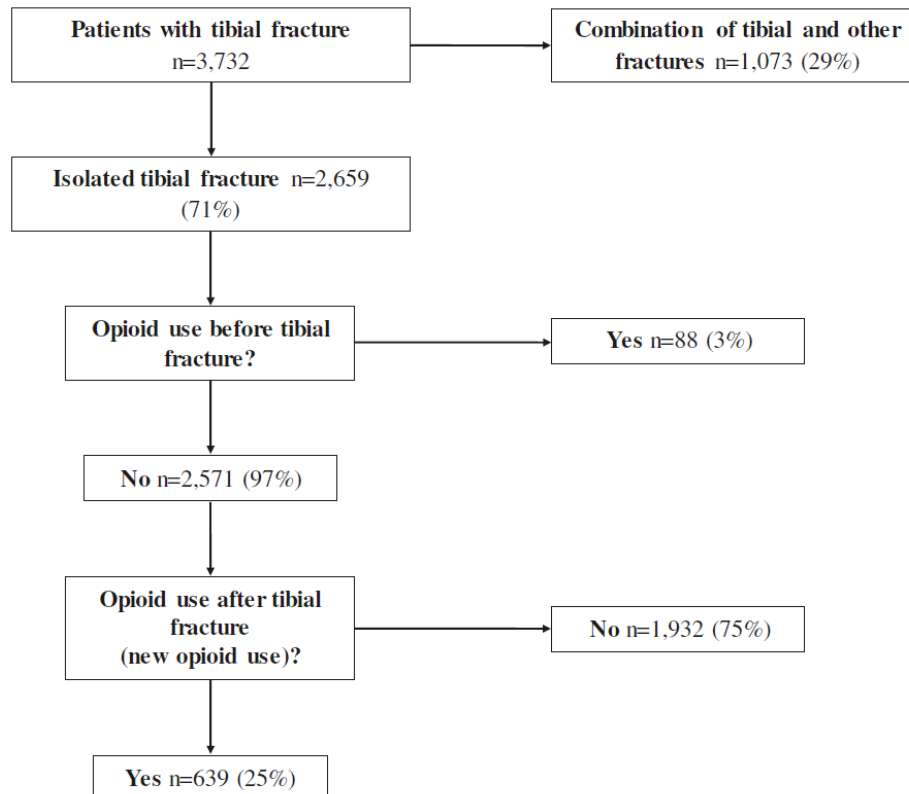 Patients with tibial fracture
n=3,732
Combination of tibial and other
fractures n=1,073 (29%)
Isolated tibial fracture n=2,659
(71%)
Opioid use before tibial
fracture?
Yes n=88 (3%)
No n=2,571 (97%)
Opioid use after tibial
fracture
(new opioid use)?
No n=1,932 (75%)
Yes n=639 (25%)